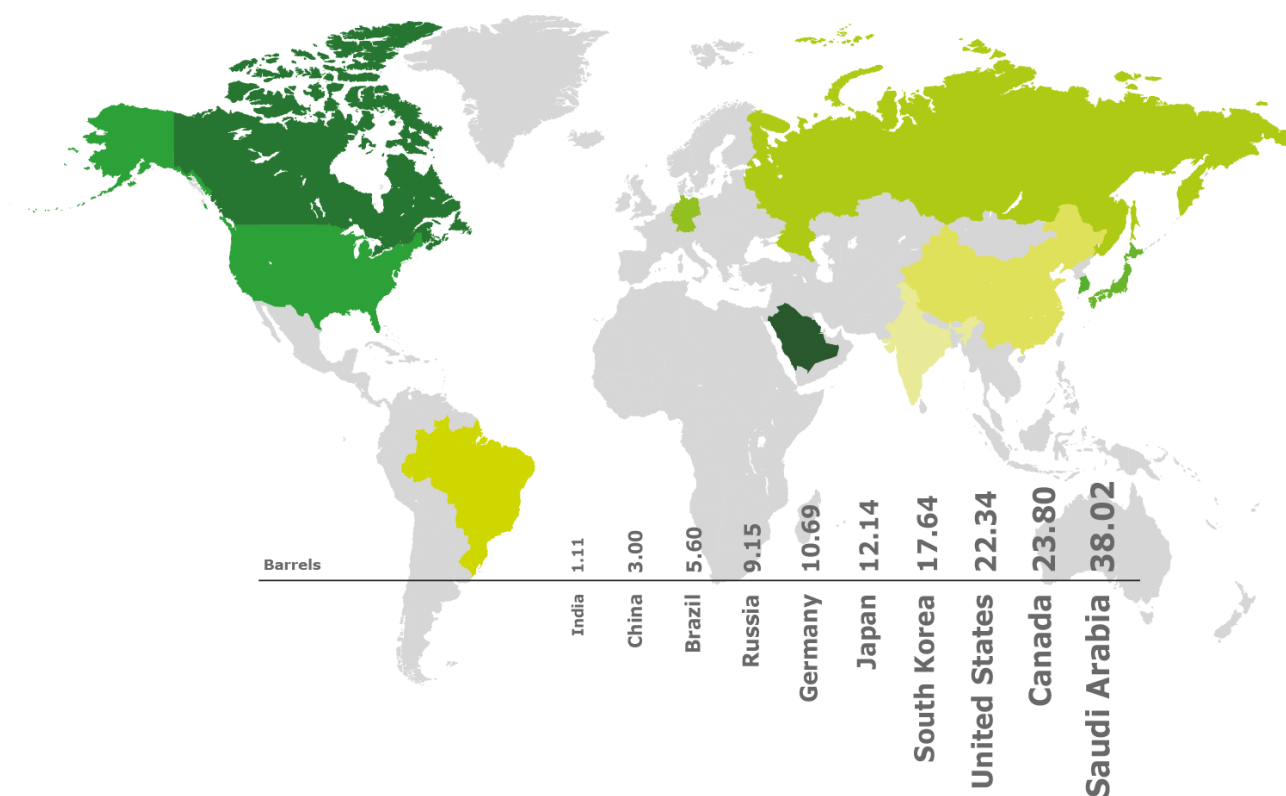 Barrels
1.11
3.00
5.60
9.15
10.69
12.14
17.64
22.34
23.80
38.02
India
China
Brazil
Russia
Germany
Japan
South Korea
United States
Canada
Saudi Arabia